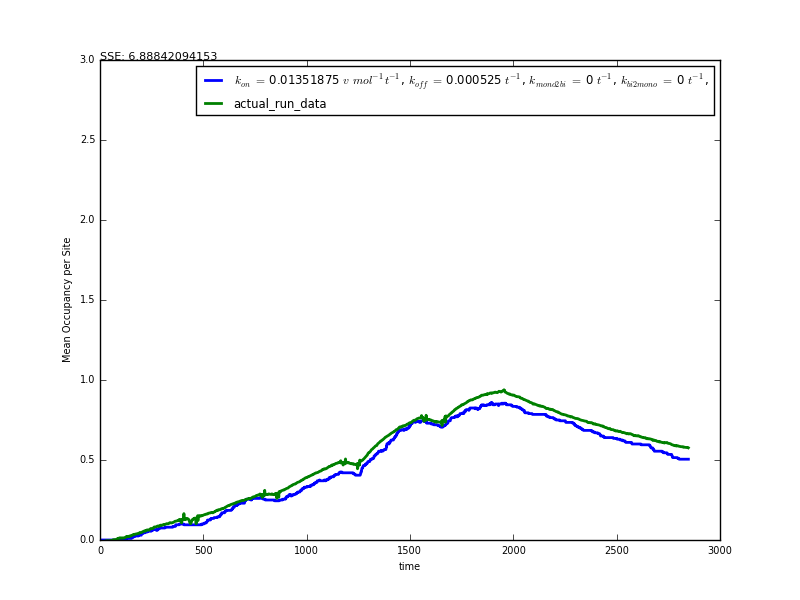 SSE: 6.88842094153
3.0
2.5
2.0
1.5
1.0
0.5
0.0
Mean Occupancy per Site
k_on = 0.01351875 v mol^-1 t^-1, k_off = 0.000525 t^-1, k_mono2bi = 0 t^-1, k_bi2mono = 0 t^-1,
actual_run_data
0 500 1000 1500 2000 2500 3000
time